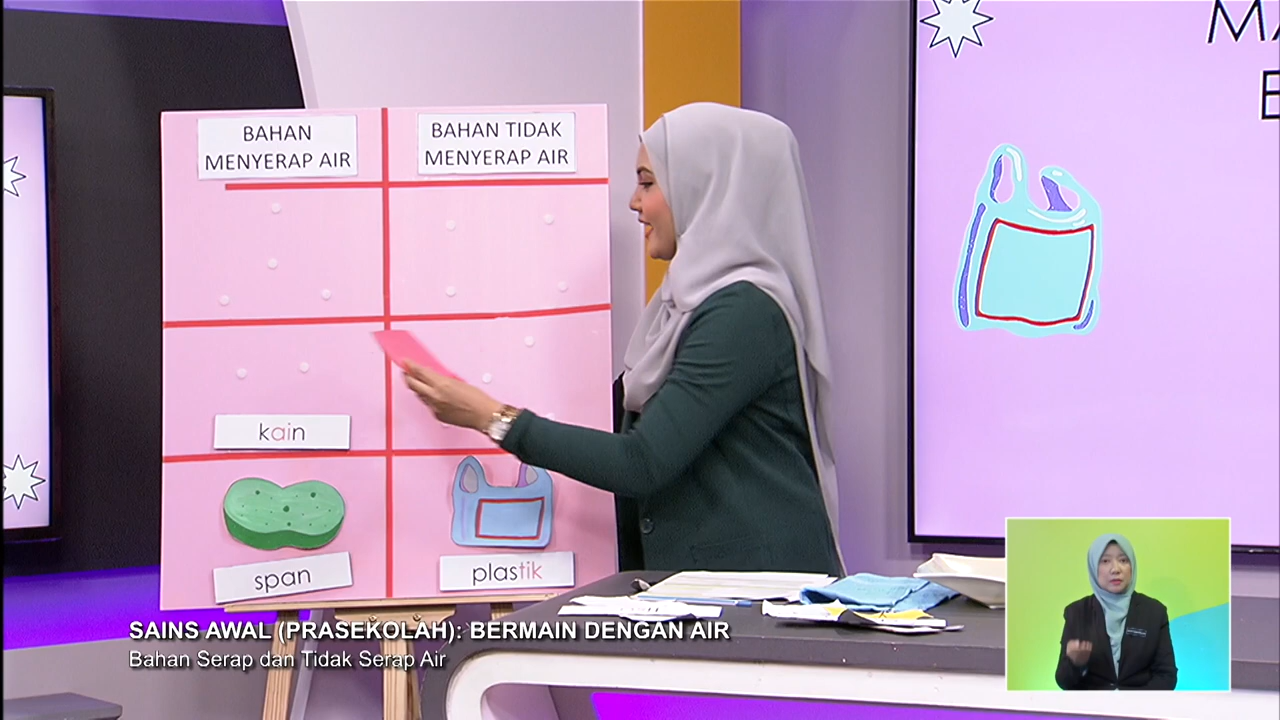 BAHAN
MENYERAP AIR
BAHAN TIDAK
MENYERAP AIR
kain
span
plastik
SAINS AWAL (PRASEKOLAH): BERMAIN DENGAN AIR
Bahan Serap dan Tidak Serap Air